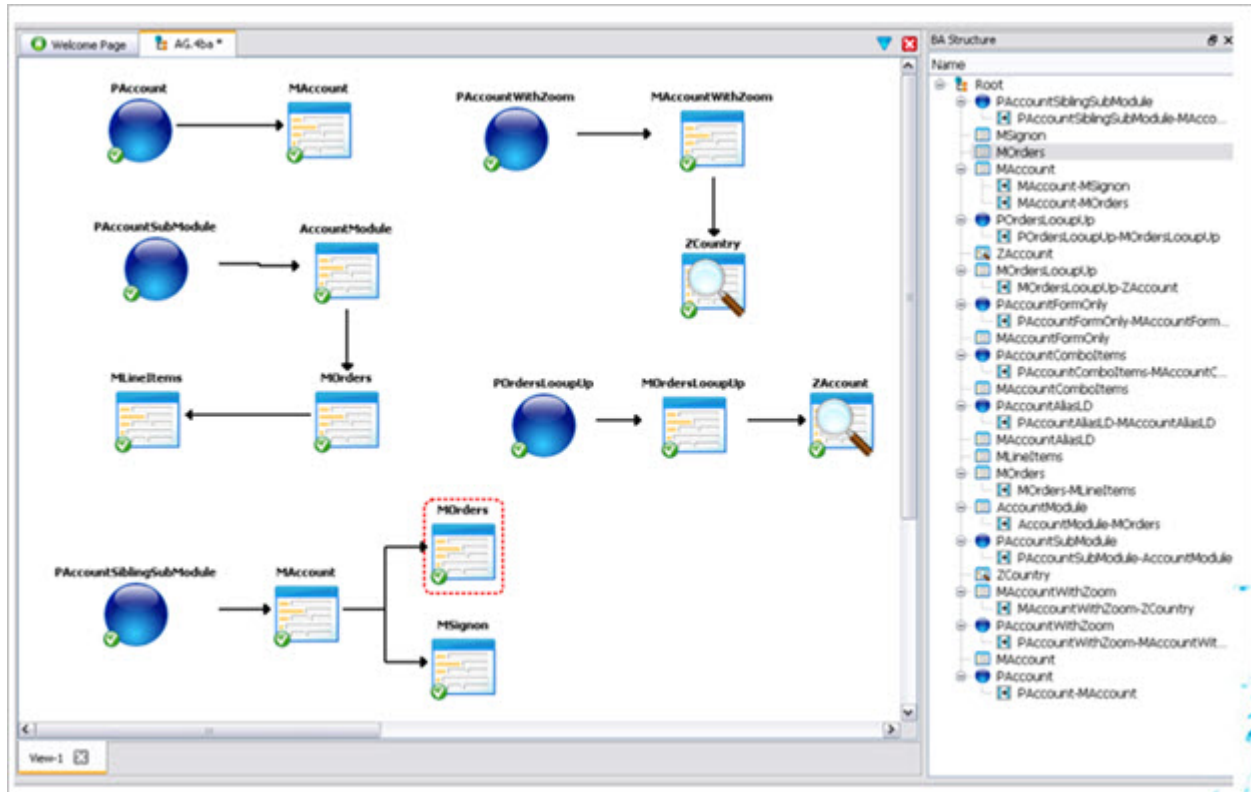 Welcome Page
AG.4ba *
PAccount
MAccount
PAccountWithZoom
MAccountWithZoom
PAccountSubModule
AccountModule
ZCountry
MLineItems
MOrders
POrdersLooupUp
MOrdersLooupUp
ZAccount
MOrders
PAccountSiblingSubModule
MAccount
MSignon
View-1
BA Structure
Name
Root
PAccountSiblingSubModule
PAccountSiblingSubModule-MAcco...
MSignon
MOrders
MAccount
MAccount-MSignon
MAccount-MOrders
POrdersLooupUp
POrdersLooupUp-MOrdersLooupUp
ZAccount
MOrdersLooupUp
MOrdersLooupUp-ZAccount
PAccountFormOnly
PAccountFormOnly-MAccountForm...
MAccountFormOnly
PAccountComboItems
PAccountComboItems-MAccountC...
MAccountComboItems
PAccountAliasLD
PAccountAliasLD-MAccountAliasLD
MAccountAliasLD
MLineItems
MOrders
MOrders-MLineItems
AccountModule
AccountModule-MOrders
PAccountSubModule
PAccountSubModule-AccountModule
ZCountry
MAccountWithZoom
MAccountWithZoom-ZCountry
PAccountWithZoom
PAccountWithZoom-MAccountWit...
MAccount
PAccount
PAccount-MAccount